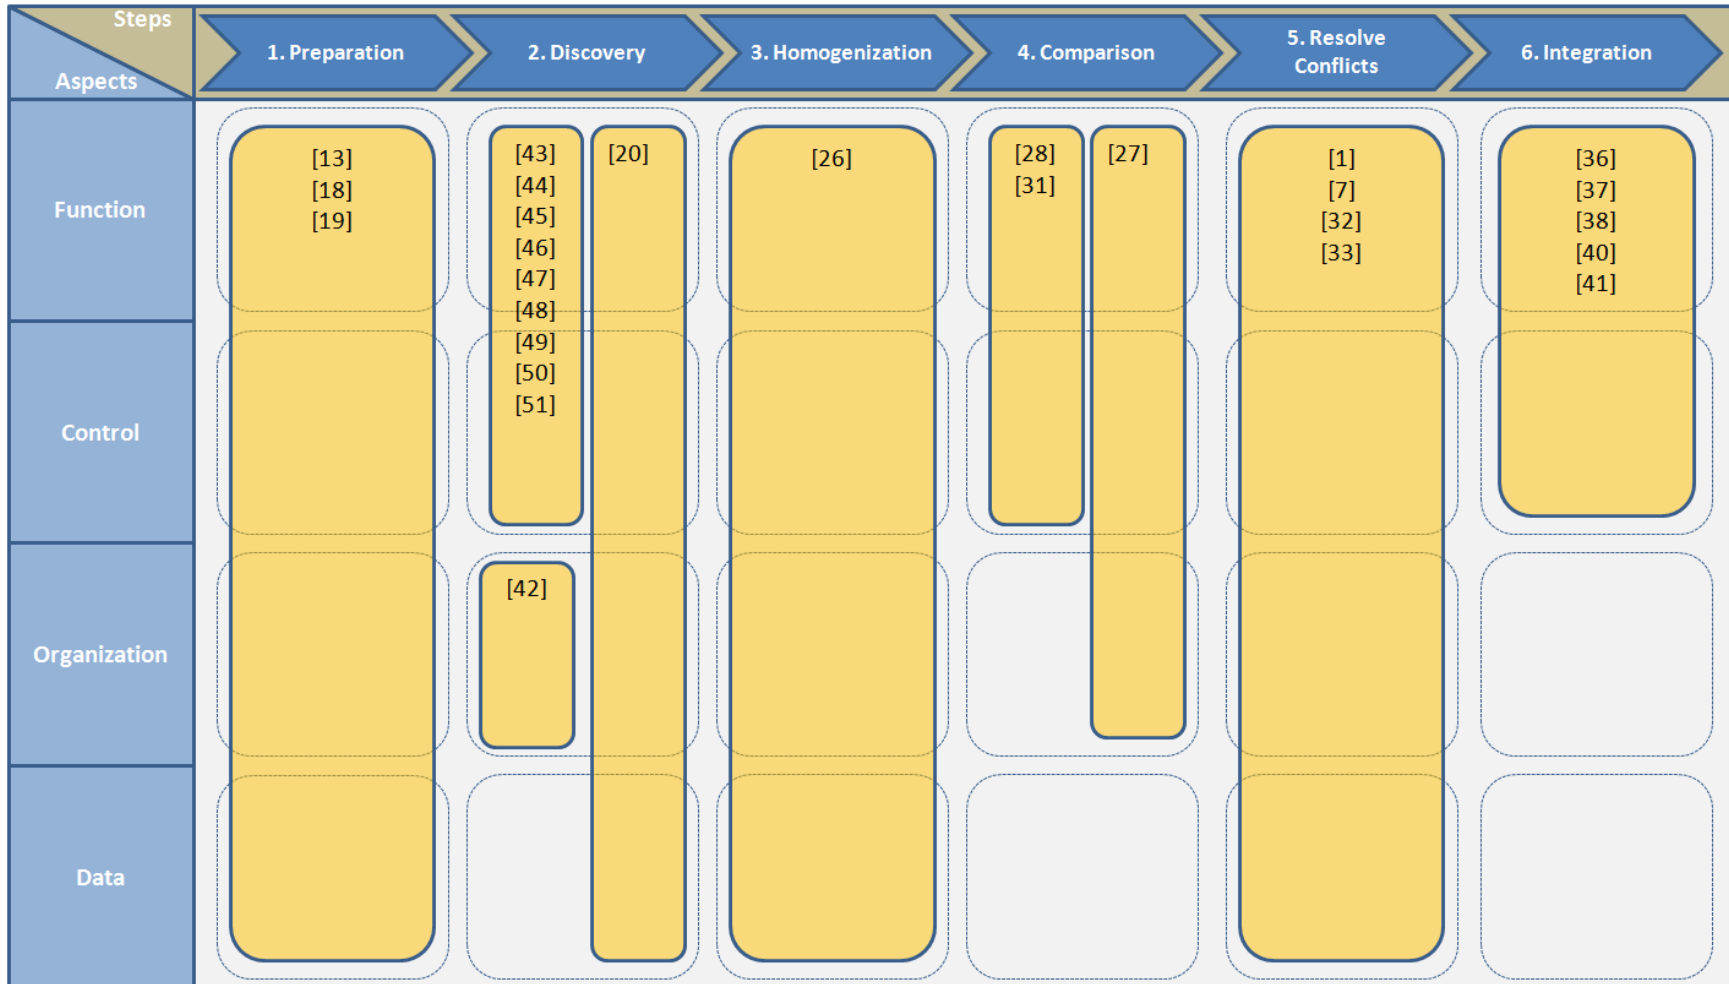 Steps
Aspects
1. Preparation
2. Discovery
3. Homogenization
4. Comparison
5. Resolve
Conflicts
6. Integration
Function
[13]
[18]
[19]
[43]
[44]
[45]
[46]
[47]
[48]
[49]
[50]
[51]
[20]
[26]
[28]
[31]
[27]
[1]
[7]
[32]
[33]
[36]
[37]
[38]
[40]
[41]
Control
Organization
[42]
Data